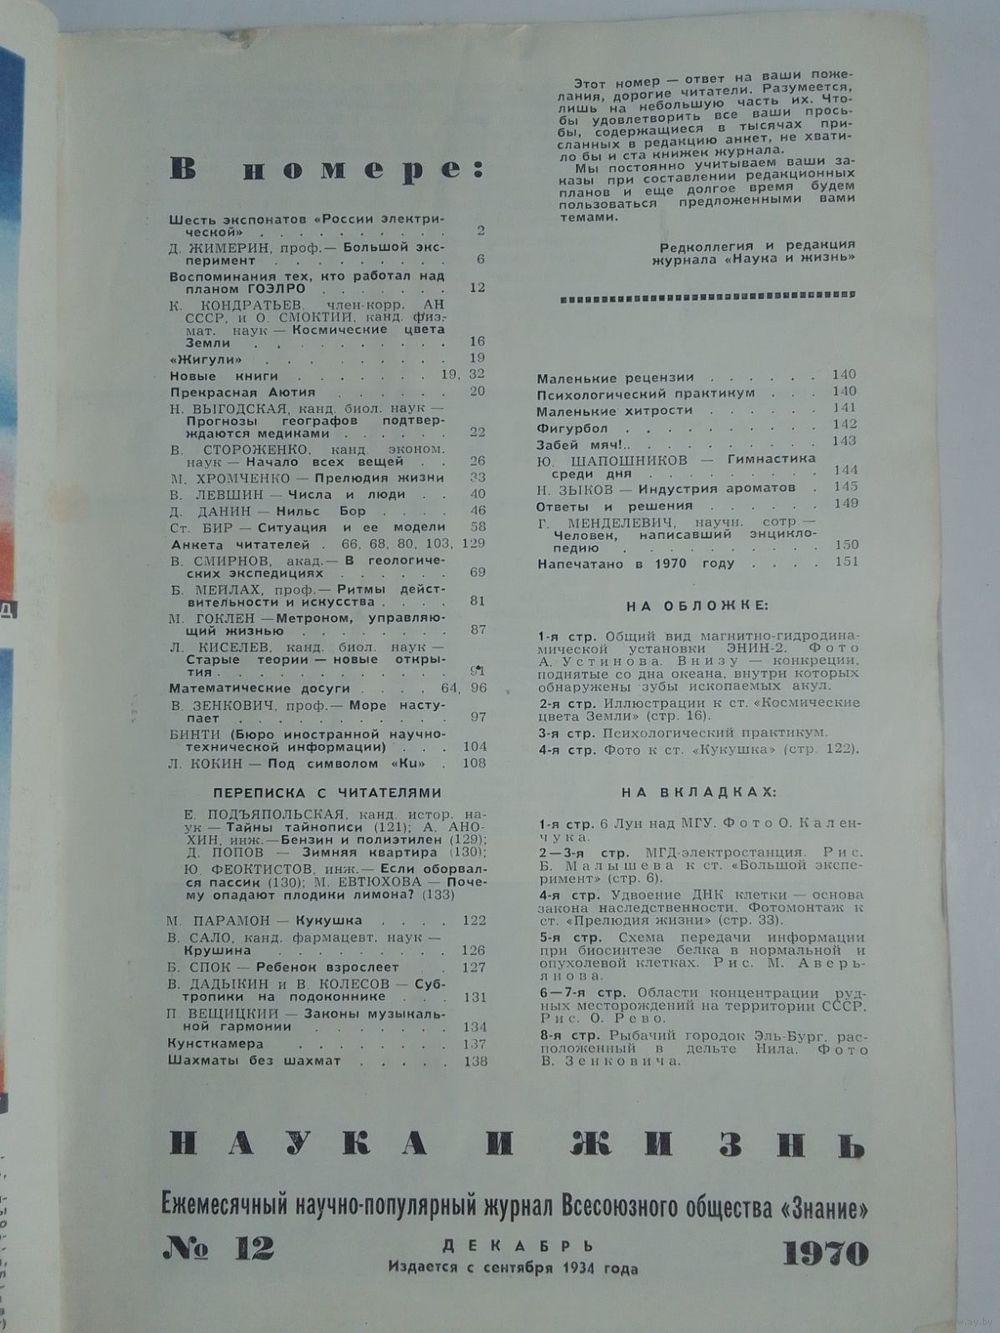 В номере:
Шесть экспонатов «России электри-
ческой» . . . . . . . . . . 2
Д. ЖИМЕРИН, проф.— Большой экс-
перимент . . . . . . . . . 6
Воспоминания тех, кто работал над
планом ГОЭЛРО . . . . . . . 12
К. КОНДРАТЬЕВ, член-корр. АН
СССР, и О. СМОКТИЙ, канд. физ.-
мат. наук — Космические цвета
Земли . . . . . . . . . . 16
«Жигули» . . . . . . . . . 19
Новые книги . . . . . . . 19, 32
Прекрасная Аютия . . . . . . 20
Н. ВЫГОДСКАЯ, канд. биол. наук —
Прогнозы географов подтвер-
ждаются медиками . . . . . . 22
В. СТОРОЖЕНКО, канд. эконом.
наук — Начало всех вещей . . 26
М. ХРОМЧЕНКО — Прелюдия жизни 33
В. ЛЕВШИН — Числа и люди . . 40
Д. ДАНИН — Нильс Бор . . . . 46
Ст. БИР — Ситуация и ее модели 58
Анкета читателей . 66, 68, 80, 103, 129
В. СМИРНОВ, акад.— В геологиче-
ских экспедициях . . . . . . 69
Б. МЕЙЛАХ, проф.— Ритмы дейст-
вительности и искусства . . . . 81
М. ГОКЛЕН — Метроном, управляю-
щий жизнью . . . . . . . . 87
Л. КИСЕЛЕВ, канд. биол. наук —
Старые теории — новые откры-
тия . . . . . . . . . . . 91
Математические досуги . . . . 64, 96
В. ЗЕНКОВИЧ, проф.— Море насту-
пает . . . . . . . . . . . 97
БИНТИ (Бюро иностранной научно-
технической информации) . . . 104
Л. КОКИН — Под символом «Ku» . 108
ПЕРЕПИСКА С ЧИТАТЕЛЯМИ
Е. ПОДЪЯПОЛЬСКАЯ, канд. истор. на-
ук — Тайны тайнописи (121); А. АНО-
ХИН, инж.— Бензин и полиэтилен (129);
Д. ПОПОВ — Зимняя квартира (130);
Ю. ФЕОКТИСТОВ, инж.— Если оборвал-
ся пассик (130); М. ЕВТЮХОВА — Поче-
му опадают плодики лимона? (133)
М. ПАРАМОН — Кукушка . . . . 122
В. САЛО, канд. фармацевт. наук —
Крушина . . . . . . . . . 126
Б. СПОК — Ребенок взрослеет . . 127
В. ДАДЫКИН и В. КОЛЕСОВ — Суб-
тропики на подоконнике . . . 131
П. ВЕЩИЦКИЙ — Законы музыкаль-
ной гармонии . . . . . . . 134
Кунсткамера . . . . . . . . 137
Шахматы без шахмат . . . . . 138
Этот номер — ответ на ваши поже-
лания, дорогие читатели. Разумеется,
лишь на небольшую часть их. Что-
бы удовлетворить все ваши прось-
бы, содержащиеся в тысячах при-
сланных в редакцию анкет, не хвати-
ло бы и ста книжек журнала.
Мы постоянно учитываем ваши за-
казы при составлении редакционных
планов и еще долгое время будем
пользоваться предложенными вами
темами.
Редколлегия и редакция
журнала «Наука и жизнь»
Маленькие рецензии . . . . . . 140
Психологический практикум . . . 140
Маленькие хитрости . . . . . . 141
Фигурбол . . . . . . . . . . 142
Забей мяч!.. . . . . . . . . 143
Ю. ШАПОШНИКОВ — Гимнастика
среди дня . . . . . . . . . 144
Н. ЗЫКОВ — Индустрия ароматов . 145
Ответы и решения . . . . . . 149
Г. МЕНДЕЛЕВИЧ, научн. сотр.—
Человек, написавший энцикло-
педию . . . . . . . . . . 150
Напечатано в 1970 году . . . . 151
НА ОБЛОЖКЕ:
1-я стр. Общий вид магнитно-гидродина-
мической установки ЭНИН-2. Фото
А. Устинова. Внизу — конкреции,
поднятые со дна океана, внутри которых
обнаружены зубы ископаемых акул.
2-я стр. Иллюстрации к ст. «Космические
цвета Земли» (стр. 16).
3-я стр. Психологический практикум.
4-я стр. Фото к ст. «Кукушка» (стр. 122).
НА ВКЛАДКАХ:
1-я стр. 6 Лун над МГУ. Фото О. Кален-
чука.
2—3-я стр. МГД-электростанция. Рис.
Б. Малышева к ст. «Большой экспе-
римент» (стр. 6).
4-я стр. Удвоение ДНК клетки — основа
закона наследственности. Фотомонтаж к
ст. «Прелюдия жизни» (стр. 33).
5-я стр. Схема передачи информации
при биосинтезе белка в нормальной и
опухолевой клетках. Рис. М. Аверь-
янова.
6—7-я стр. Области концентрации руд-
ных месторождений на территории СССР.
Рис. О. Рево.
8-я стр. Рыбачий городок Эль-Бург, рас-
положенный в дельте Нила. Фото
В. Зенковича.
НАУКА И ЖИЗНЬ
Ежемесячный научно-популярный журнал Всесоюзного общества «Знание»
№ 12
ДЕКАБРЬ
Издается с сентября 1934 года
1970
www.ay.by